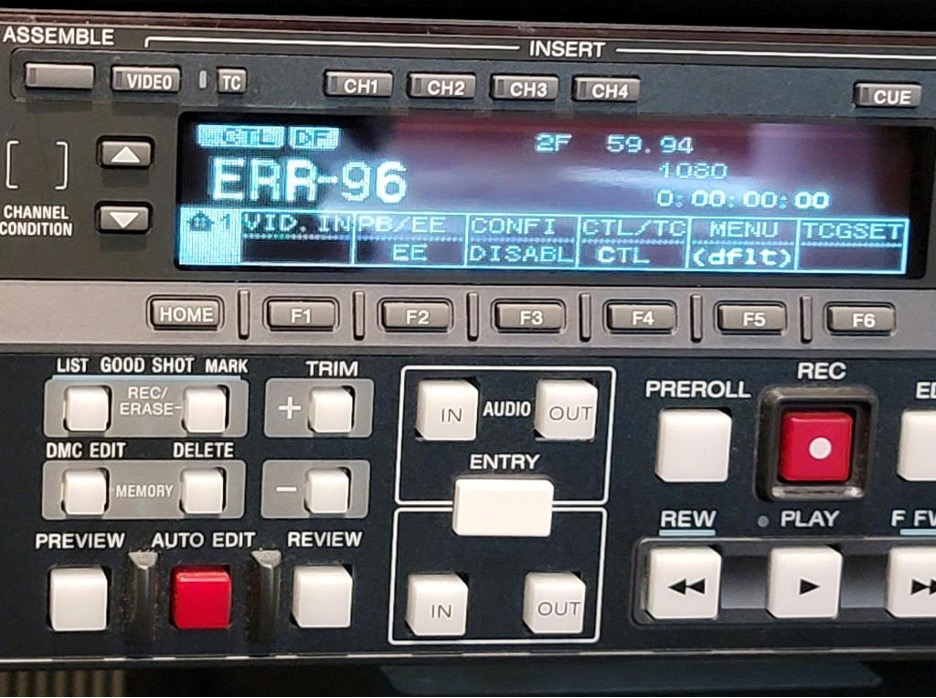 ASSEMBLE
INSERT
VIDEO TC CH1 CH2 CH3 CH4 CUE
CTL DF 2F 59.94
ERR-96 1080
0:00:00:00
CHANNEL
CONDITION
1 VID.IN PB/EE CONFI CTL/TC MENU TCGSET
EE DISABL CTL (dflt)
HOME F1 F2 F3 F4 F5 F6
LIST GOOD SHOT MARK TRIM
REC/
ERASE
+
IN AUDIO OUT
PREROLL REC
DMC EDIT DELETE
MEMORY
-
ENTRY
REW PLAY F
PREVIEW AUTO EDIT REVIEW
IN OUT